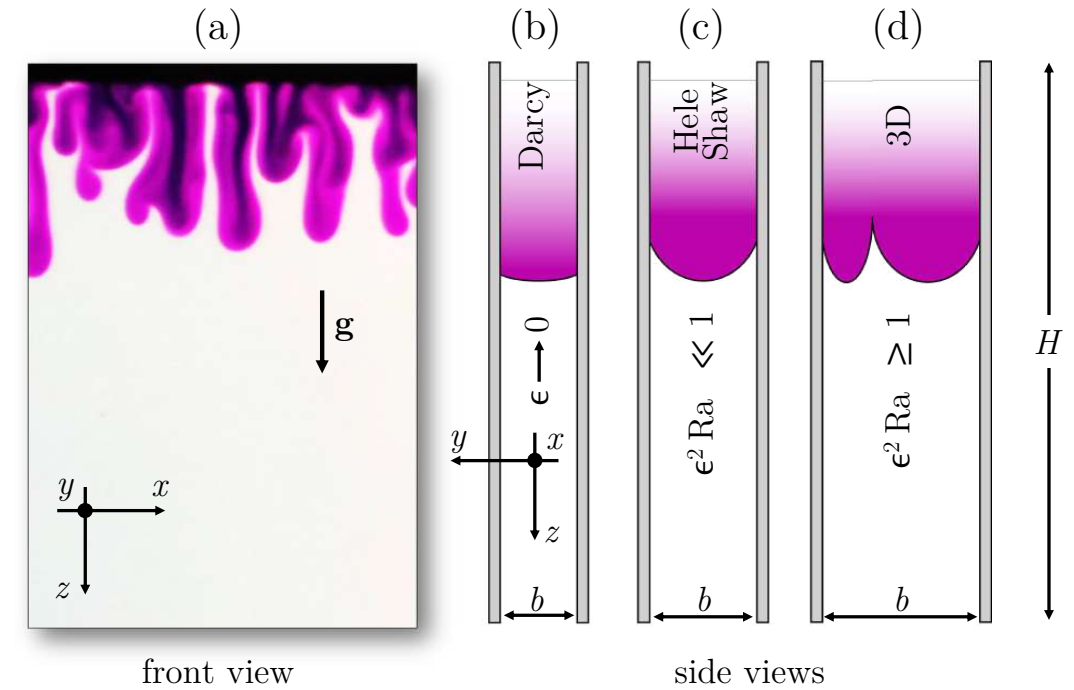 (a)
(b)
(c)
(d)
Darcy
Hele
Shaw
3D
g
ϵ → 0
ϵ² Ra ≪ 1
ϵ² Ra ≥ 1
H
y
x
z
y
x
z
b
b
b
front view
side views